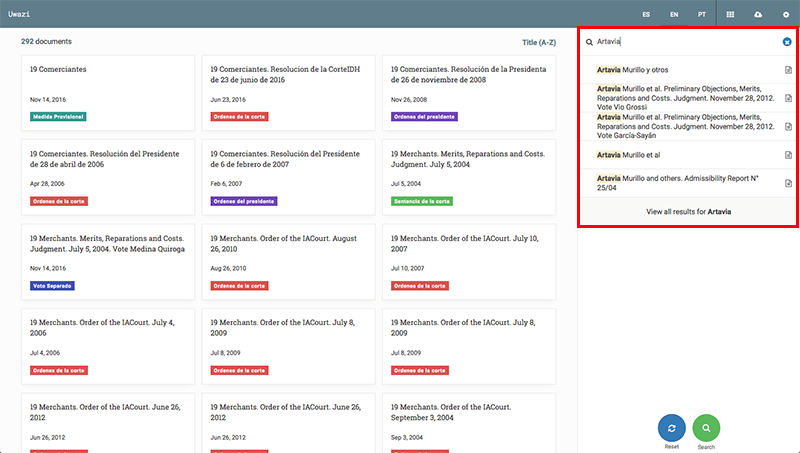 Uwazi
ES EN PT
292 documents
Title (A-Z)
19 Comerciantes
Nov 14, 2016
Medida Provisional
19 Comerciantes. Resolucion de la CorteIDH
de 23 de junio de 2016
Jun 23, 2016
Ordenes de la corte
19 Comerciantes. Resolución de la Presidenta
de 26 de noviembre de 2008
Nov 26, 2008
Ordenes del presidente
19 Comerciantes. Resolución del Presidente
de 28 de abril de 2006
Apr 28, 2006
Ordenes de la corte
19 Comerciantes. Resolución del Presidente
de 6 de febrero de 2007
Feb 6, 2007
Ordenes del presidente
19 Merchants. Merits, Reparations and Costs.
Judgment. July 5, 2004
Jul 5, 2004
Sentencia de la corte
19 Merchants. Merits, Reparations and Costs.
Judgment. July 5, 2004. Vote Medina Quiroga
Nov 14, 2016
Voto Separado
19 Merchants. Order of the IACourt. August
26, 2010
Aug 26, 2010
Ordenes de la corte
19 Merchants. Order of the IACourt. July 10,
2007
Jul 10, 2007
Ordenes de la corte
19 Merchants. Order of the IACourt. July 4,
2006
Jul 4, 2006
Ordenes de la corte
19 Merchants. Order of the IACourt. July 8,
2009
Jul 8, 2009
Ordenes de la corte
19 Merchants. Order of the IACourt. July 8,
2009
Jul 8, 2009
Ordenes de la corte
19 Merchants. Order of the IACourt. June 26,
2012
Jun 26, 2012
19 Merchants. Order of the IACourt. June 26,
2012
Jun 26, 2012
19 Merchants. Order of the IACourt.
September 3, 2004
Sep 3, 2004
Artavia
Artavia Murillo y otros
Artavia Murillo et al. Preliminary Objections, Merits,
Reparations and Costs. Judgment. November 28, 2012.
Vote Vio Grossi
Artavia Murillo et al. Preliminary Objections, Merits,
Reparations and Costs. Judgment. November 28, 2012.
Vote García-Sayán
Artavia Murillo et al
Artavia Murillo and others. Admissibility Report N°
25/04
View all results for Artavia
Reset
Search